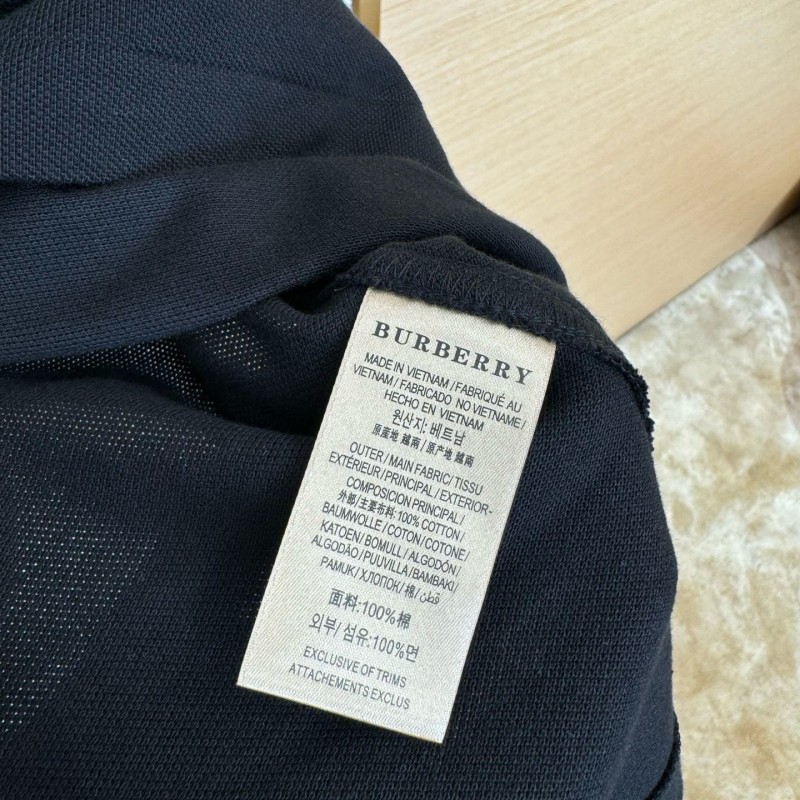 BURBERRY
MADE IN VIETNAM / FABRIQUÉ AU
VIETNAM / FABRICADO NO VIETNAME /
HECHO EN VIETNAM
원산지: 베트남
原産地 越南 / 原产地 越南
OUTER / MAIN FABRIC / TISSU
EXTÉRIEUR / PRINCIPAL / EXTERIOR-
COMPOSICION PRINCIPAL /
外部 / 主要布料: 100% COTTON /
BAUMWOLLE / COTON / COTONE /
KATOEN / BOMULL / ALGODÓN /
ALGODÃO / PUUVILLA / BAMBAKI /
PAMUK / ХЛОПОК / 棉 / قطن
面料:100%棉
외부/ 섬유:100%면
EXCLUSIVE OF TRIMS
ATTACHEMENTS EXCLUS